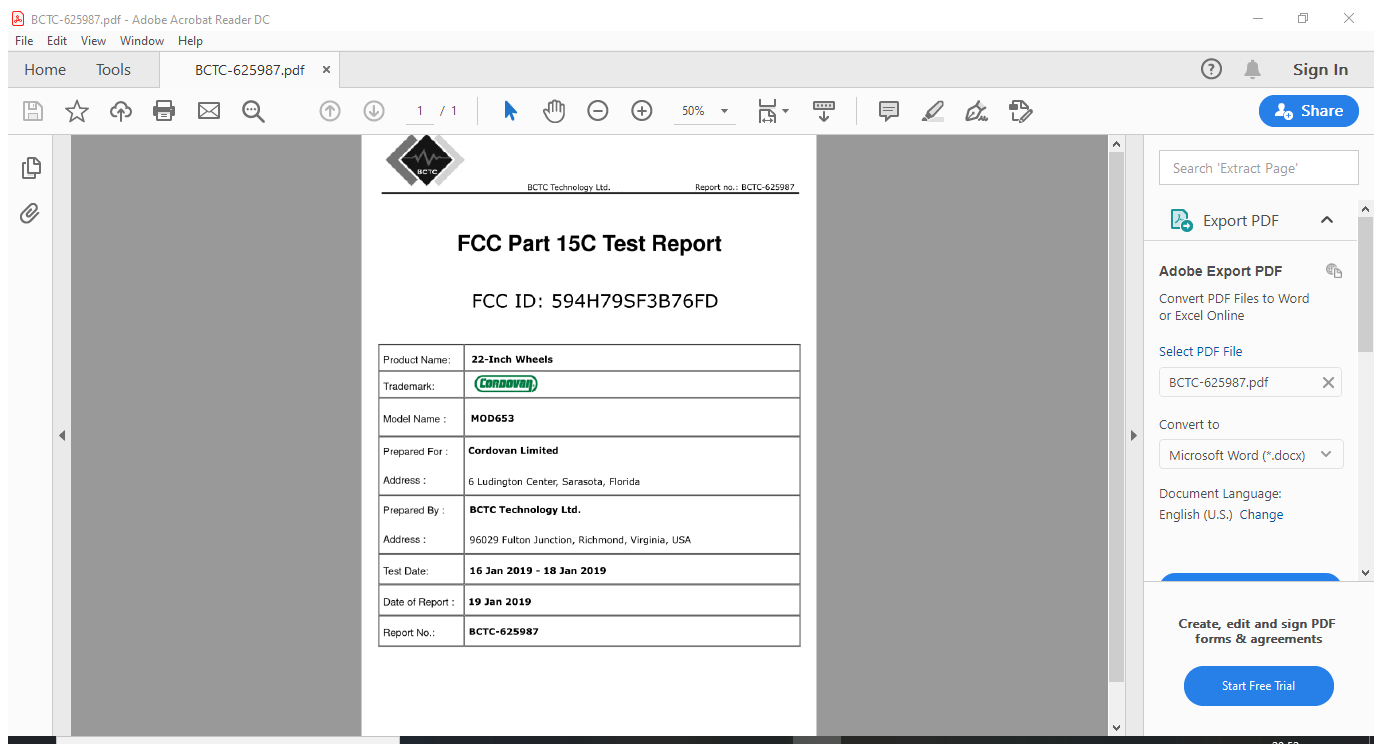 BCTC-625987.pdf - Adobe Acrobat Reader DC
File Edit View Window Help
Home Tools BCTC-625987.pdf × Sign In
1 / 1 50% Share
BCTC
BCTC Technology Ltd. Report no.: BCTC-625987
FCC Part 15C Test Report
FCC ID: 594H79SF3B76FD
Product Name: 22-Inch Wheels
Trademark: Cordovan
Model Name : MOD653
Prepared For : Cordovan Limited
Address : 6 Ludington Center, Sarasota, Florida
Prepared By : BCTC Technology Ltd.
Address : 96029 Fulton Junction, Richmond, Virginia, USA
Test Date: 16 Jan 2019 - 18 Jan 2019
Date of Report : 19 Jan 2019
Report No.: BCTC-625987
Search 'Extract Page'
Export PDF
Adobe Export PDF
Convert PDF Files to Word
or Excel Online
Select PDF File
BCTC-625987.pdf
Convert to
Microsoft Word (*.docx)
Document Language:
English (U.S.) Change
Create, edit and sign PDF
forms & agreements
Start Free Trial